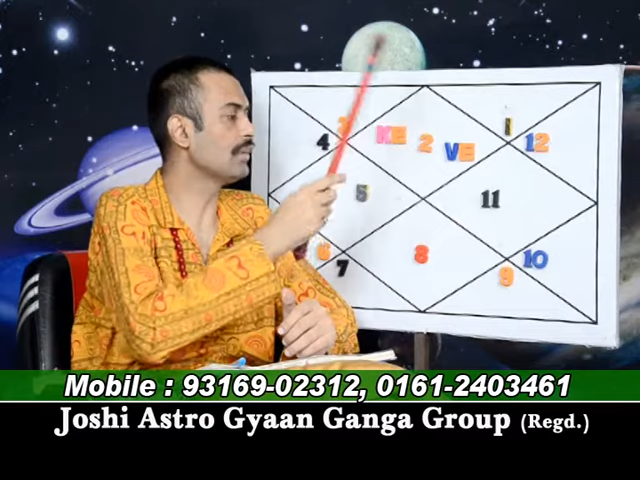 3 KE 2 VE 1
4 12
5 11
6 8 10
7 9
Mobile : 93169-02312, 0161-2403461
Joshi Astro Gyaan Ganga Group (Regd.)